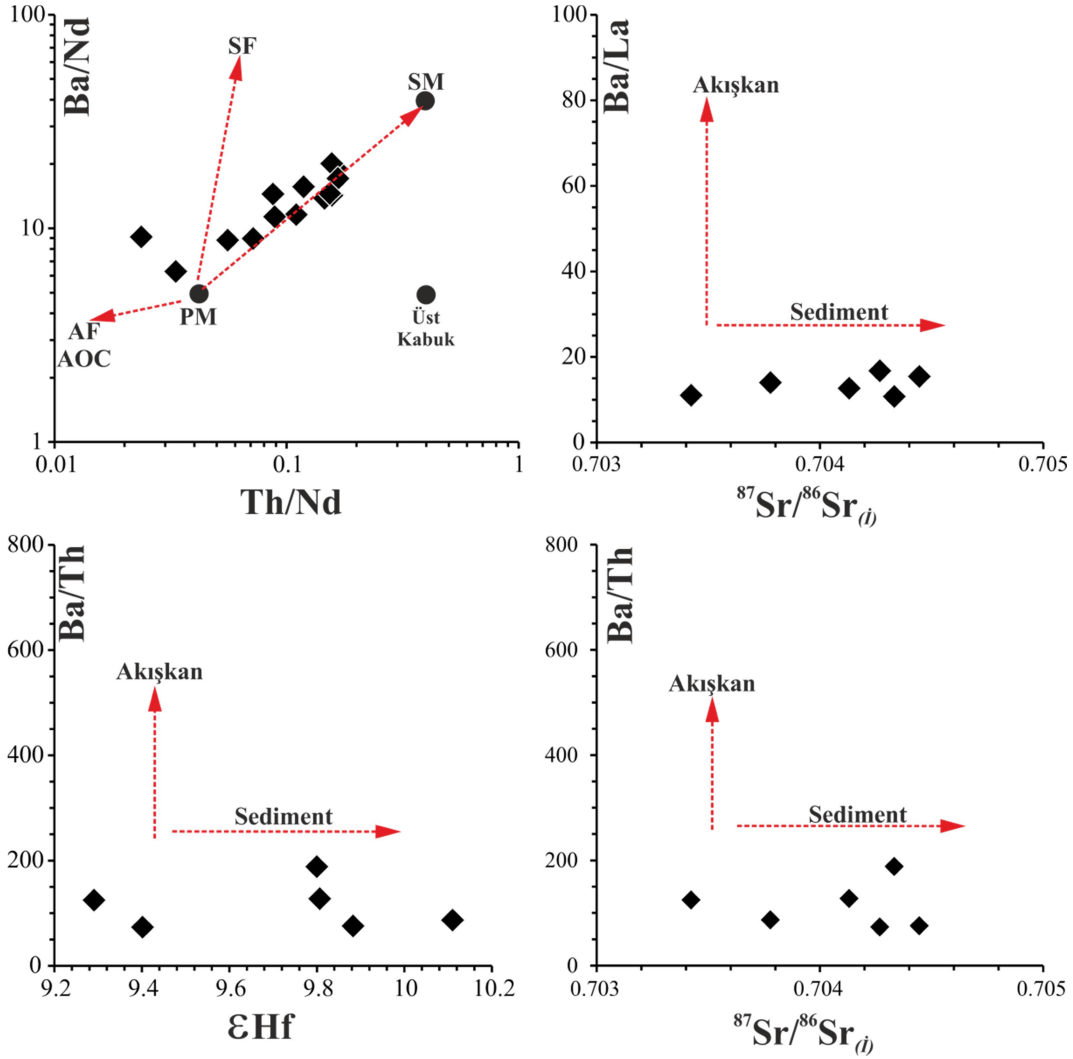 Ba/Nd
100
10
1
0.01
0.1
1
Th/Nd
SF
SM
PM
AF
AOC
Üst
Kabuk
Ba/La
100
80
60
40
20
0
0.703
0.704
0.705
⁸⁷Sr/⁸⁶Sr(i)
Akışkan
Sediment
Ba/Th
800
600
400
200
0
9.2
9.4
9.6
9.8
10
10.2
εHf
Akışkan
Sediment
Ba/Th
800
600
400
200
0
0.703
0.704
0.705
⁸⁷Sr/⁸⁶Sr(i)
Akışkan
Sediment